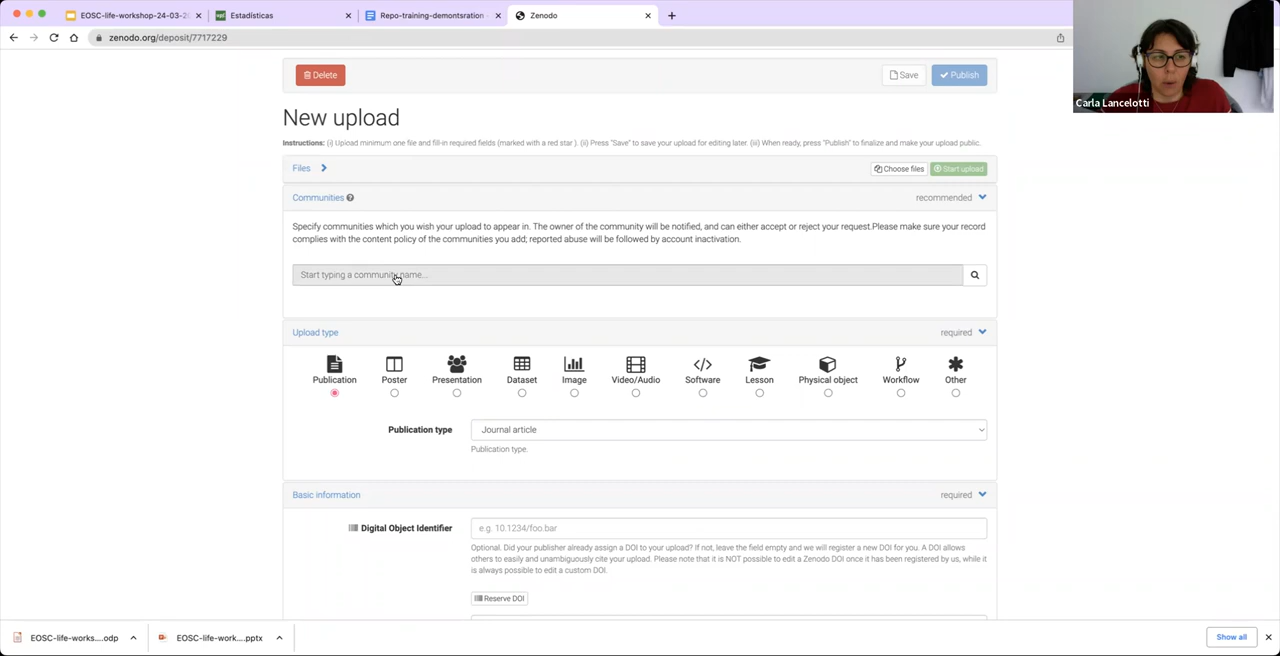 EOSC-life-workshop-24-03-20
Estadísticas
Repo-training-demontsration -
Zenodo
zenodo.org/deposit/7717229
Carla Lancelotti
Delete
Save
Publish
New upload
Instructions: (i) Upload minimum one file and fill-in required fields (marked with a red star ). (ii) Press "Save" to save your upload for editing later. (iii) When ready, press "Publish" to finalize and make your upload public.
Files
Choose files
Start upload
Communities
recommended
Specify communities which you wish your upload to appear in. The owner of the community will be notified, and can either accept or reject your request.Please make sure your record
complies with the content policy of the communities you add; reported abuse will be followed by account inactivation.
Start typing a community name...
Upload type
required
Publication
Poster
Presentation
Dataset
Image
Video/Audio
Software
Lesson
Physical object
Workflow
Other
Publication type
Journal article
Publication type.
Basic information
required
Digital Object Identifier
e.g. 10.1234/foo.bar
Optional. Did your publisher already assign a DOI to your upload? If not, leave the field empty and we will register a new DOI for you. A DOI allows
others to easily and unambiguously cite your upload. Please note that it is NOT possible to edit a Zenodo DOI once it has been registered by us, while it
is always possible to edit a custom DOI.
Reserve DOI
EOSC-life-works....odp
EOSC-life-work....pptx
Show all